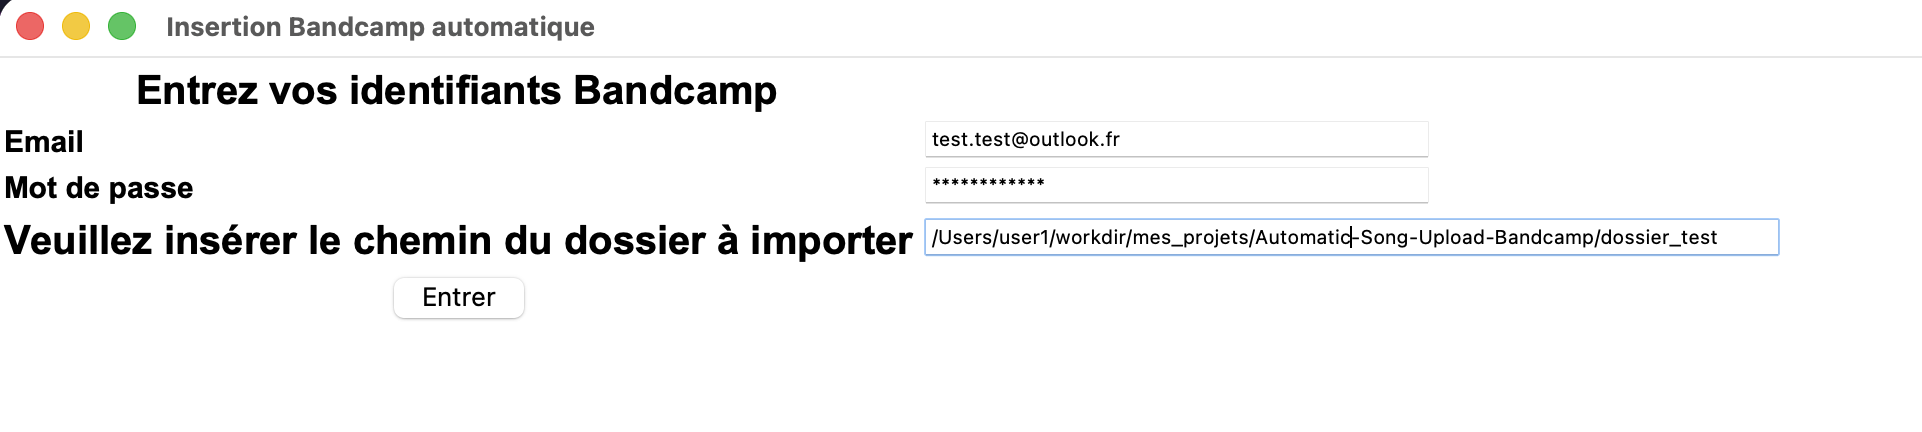 Insertion Bandcamp automatique
Entrez vos identifiants Bandcamp
Email test.test@outlook.fr
Mot de passe ************
Veuillez insérer le chemin du dossier à importer /Users/user1/workdir/mes_projets/Automatic-Song-Upload-Bandcamp/dossier_test
Entrer